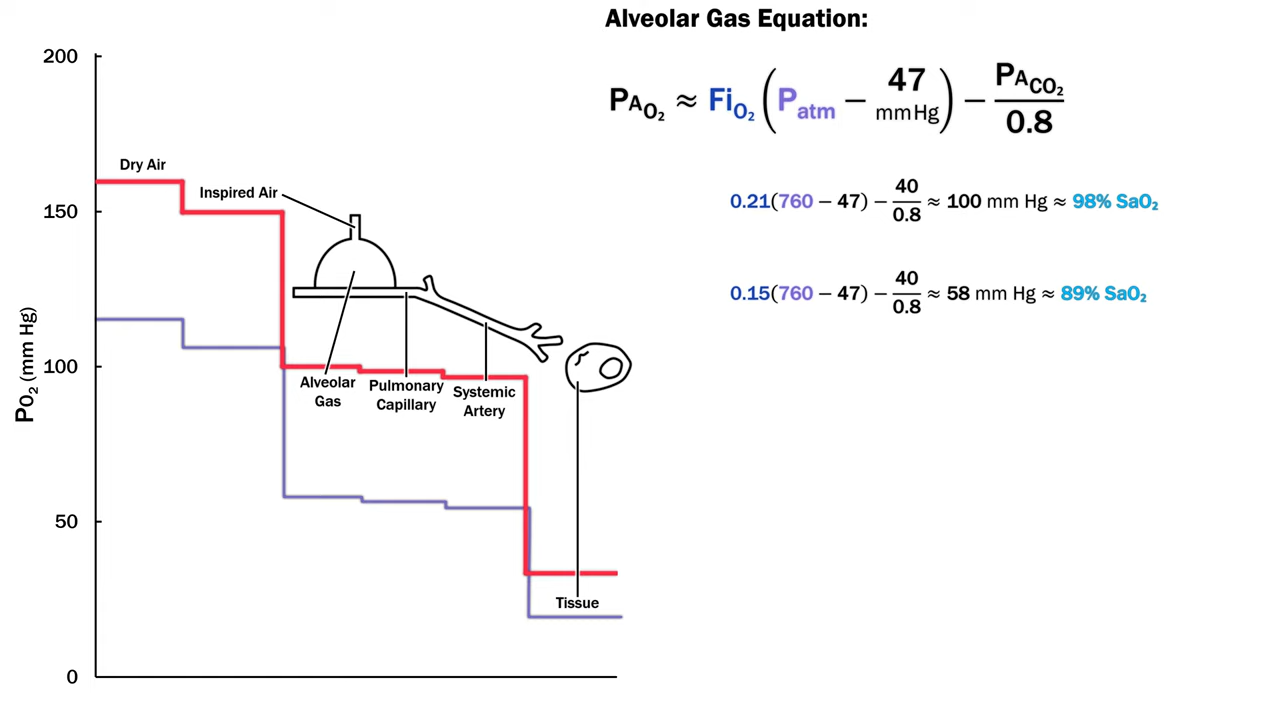 Alveolar Gas Equation:
PAO₂ ≈ FiO₂ (Patm − 47 mmHg) − PACO₂ / 0.8
0.21(760 − 47) − 40 / 0.8 ≈ 100 mm Hg ≈ 98% SaO₂
0.15(760 − 47) − 40 / 0.8 ≈ 58 mm Hg ≈ 89% SaO₂
PO₂ (mm Hg)
200
150
100
50
0
Dry Air
Inspired Air
Alveolar
Gas
Pulmonary
Capillary
Systemic
Artery
Tissue